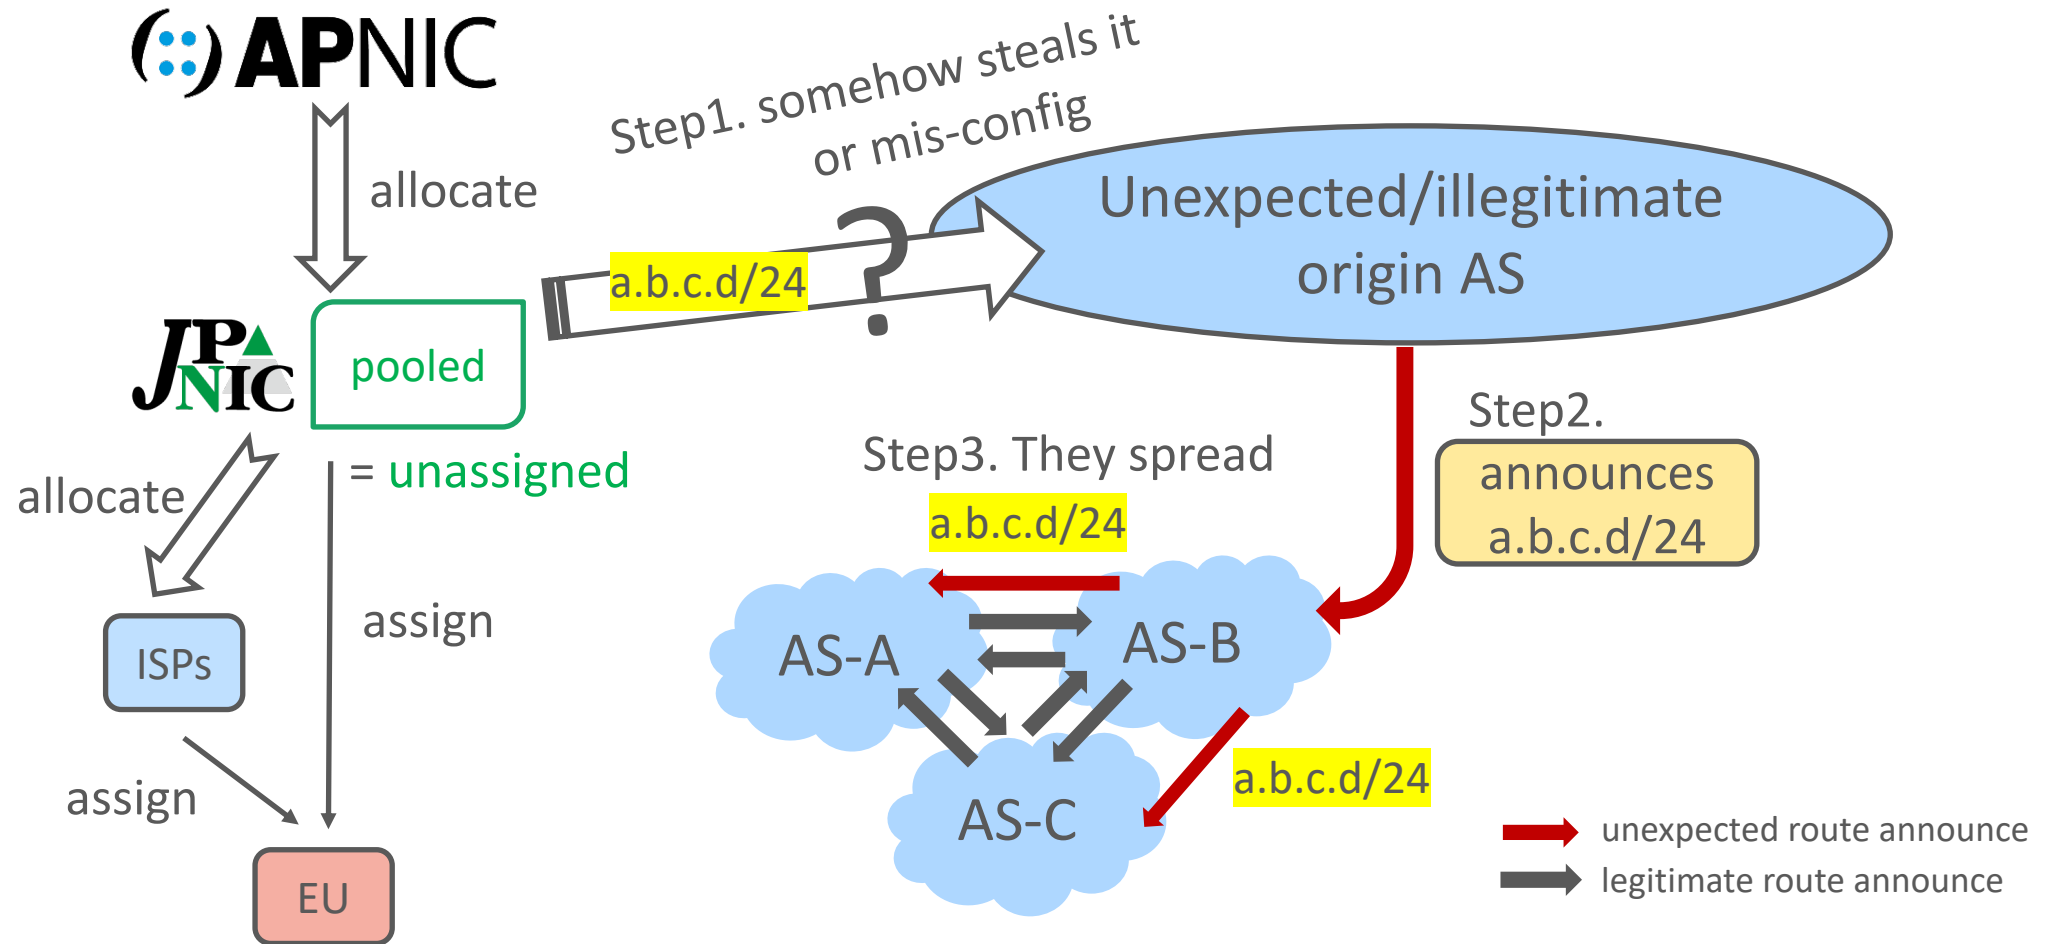 APNIC
allocate
Step1. somehow steals it
or mis-config
Unexpected/illegitimate
origin AS
a.b.c.d/24
?
JPNIC
pooled
= unassigned
allocate
ISPs
assign
assign
EU
Step2.
announces
a.b.c.d/24
Step3. They spread
a.b.c.d/24
AS-A
AS-B
AS-C
a.b.c.d/24
unexpected route announce
legitimate route announce